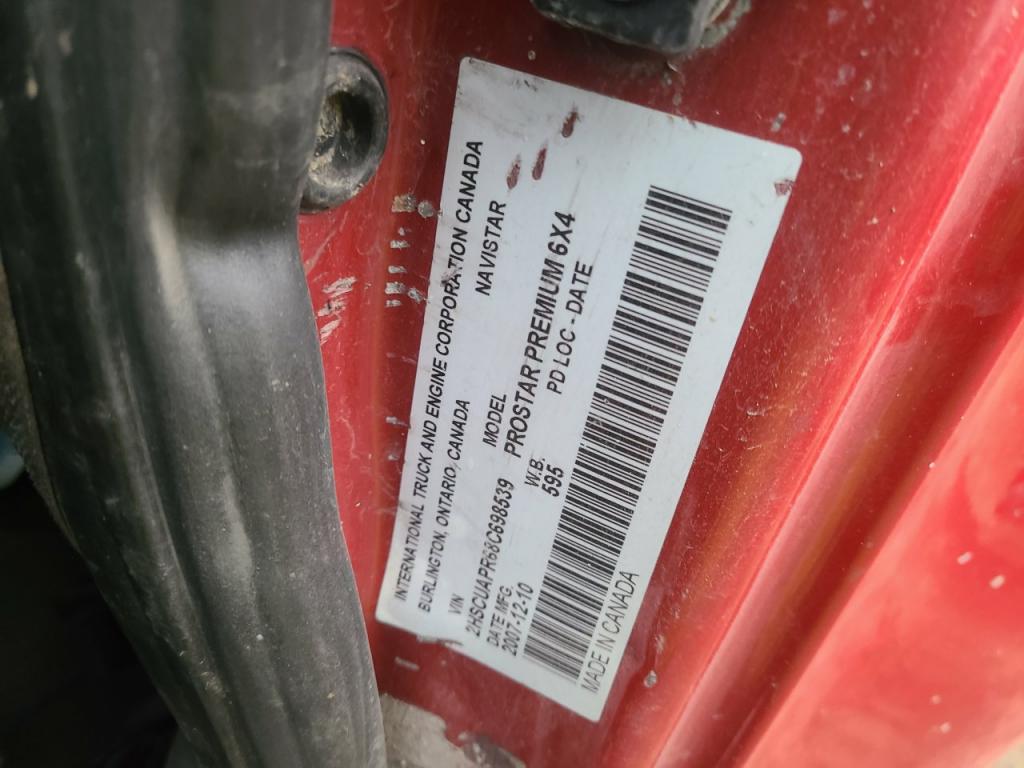 INTERNATIONAL TRUCK AND ENGINE CORPORATION CANADA
BURLINGTON, ONTARIO, CANADA NAVISTAR
VIN MODEL
2HSCUAPR68C698539 PROSTAR PREMIUM 6X4
DATE MFG. W.B. PD LOC - DATE
2007-12-10 595
MADE IN CANADA